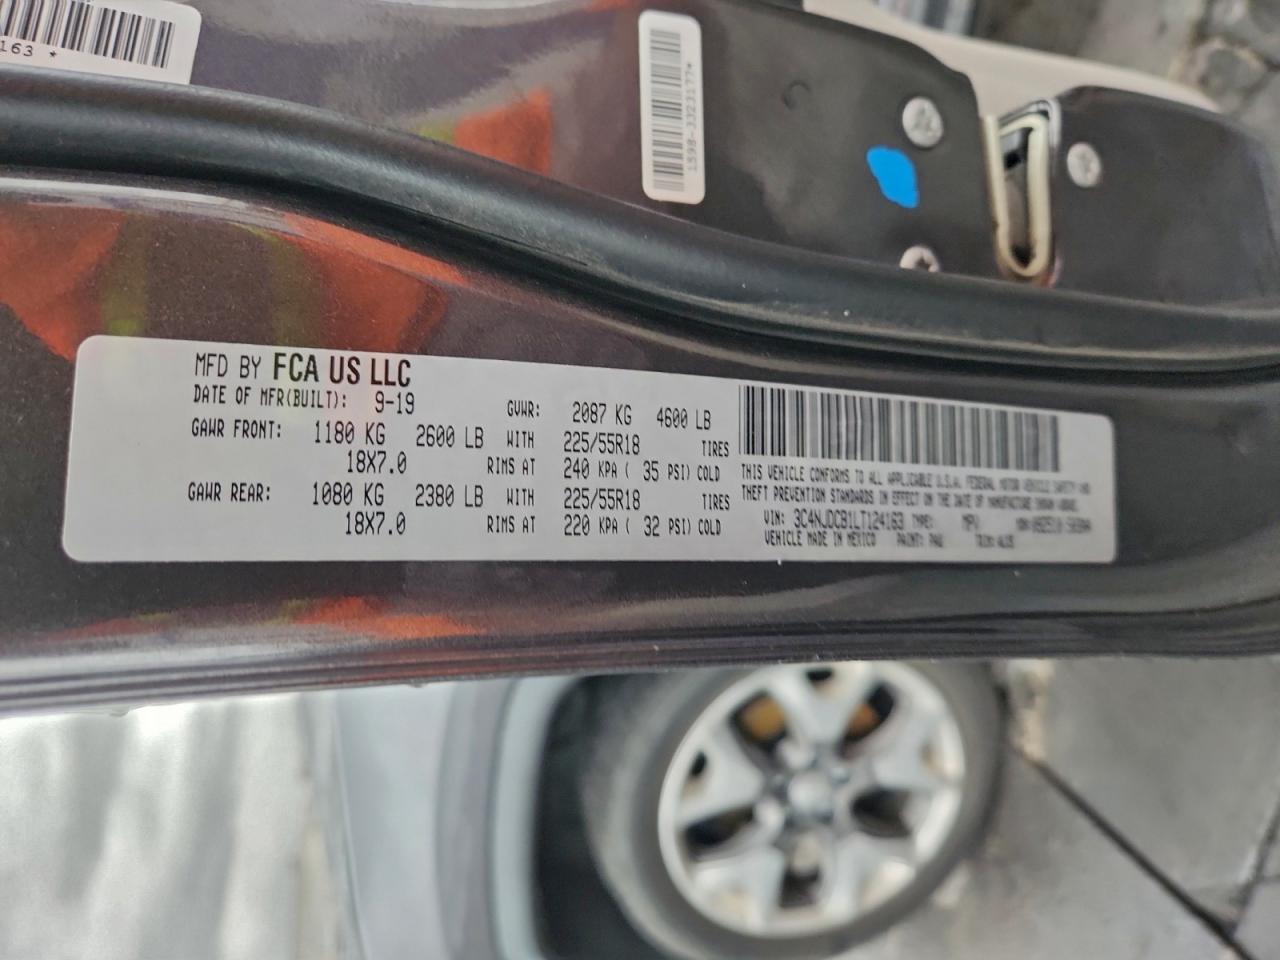 163 *
1598-3323177*
MFD BY FCA US LLC
DATE OF MFR(BUILT): 9-19 GVWR: 2087 KG 4600 LB
GAWR FRONT: 1180 KG 2600 LB WITH 225/55R18 TIRES
18X7.0 RIMS AT 240 KPA ( 35 PSI) COLD
GAWR REAR: 1080 KG 2380 LB WITH 225/55R18 TIRES
18X7.0 RIMS AT 220 KPA ( 32 PSI) COLD
THIS VEHICLE CONFORMS TO ALL APPLICABLE U.S.A. FEDERAL MOTOR VEHICLE SAFETY AND
THEFT PREVENTION STANDARDS IN EFFECT ON THE DATE OF MANUFACTURE SHOWN ABOVE.
VIN: 3C4NJDCB1LT124163 TYPE: MPV
VEHICLE MADE IN MEXICO PAINT: PAU TRIM: